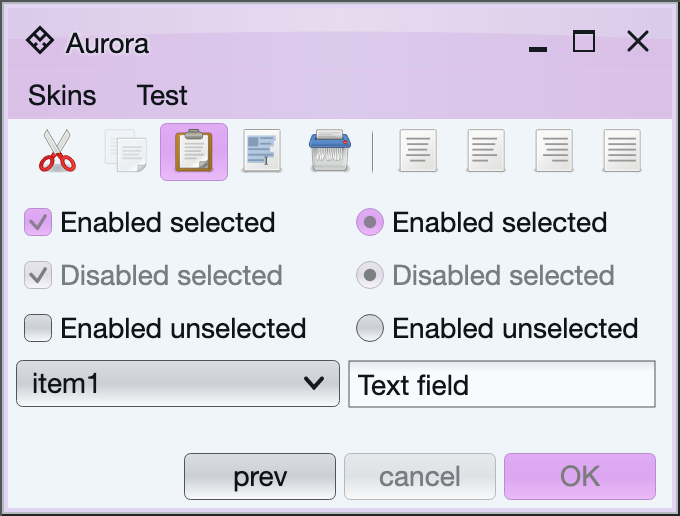 Aurora
Skins Test
Enabled selected Enabled selected
Disabled selected Disabled selected
Enabled unselected Enabled unselected
item1 Text field
prev cancel OK